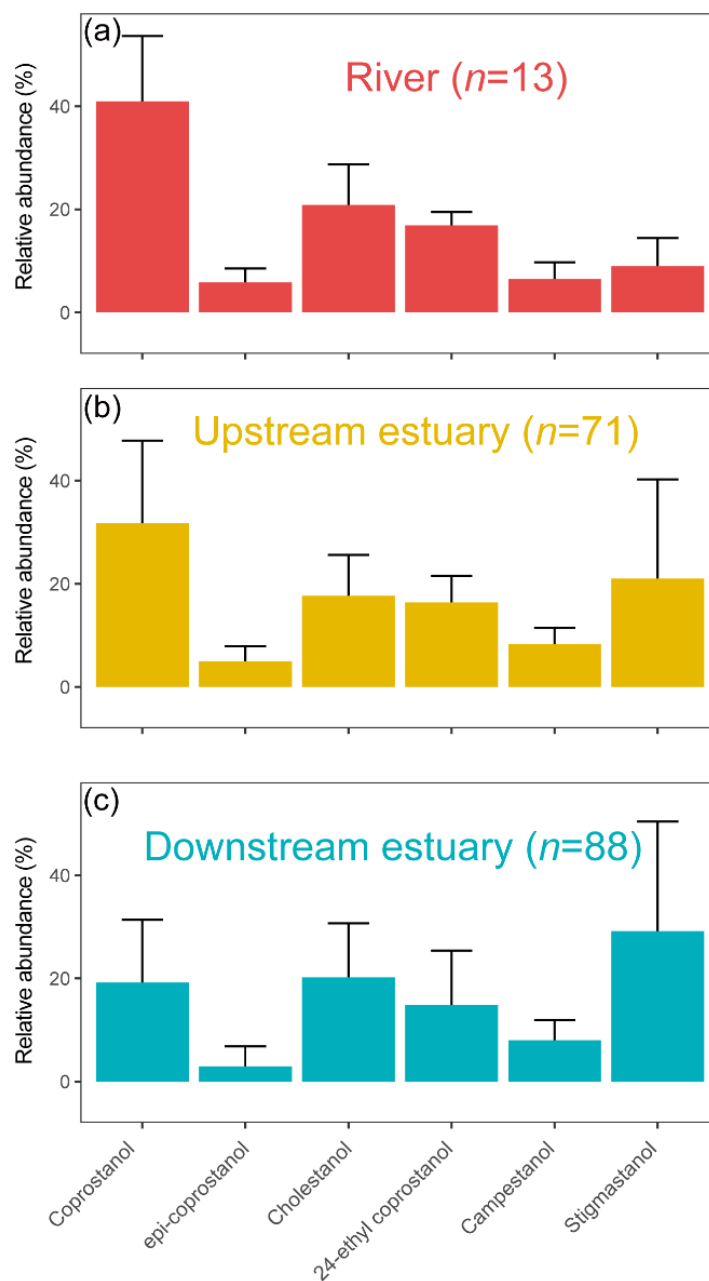 (a)
River (n=13)
Relative abundance (%)
40
20
0
(b)
Upstream estuary (n=71)
Relative abundance (%)
40
20
0
(c)
Downstream estuary (n=88)
Relative abundance (%)
40
20
0
Coprostanol
epi-coprostanol
Cholestanol
24-ethyl coprostanol
Campestanol
Stigmastanol